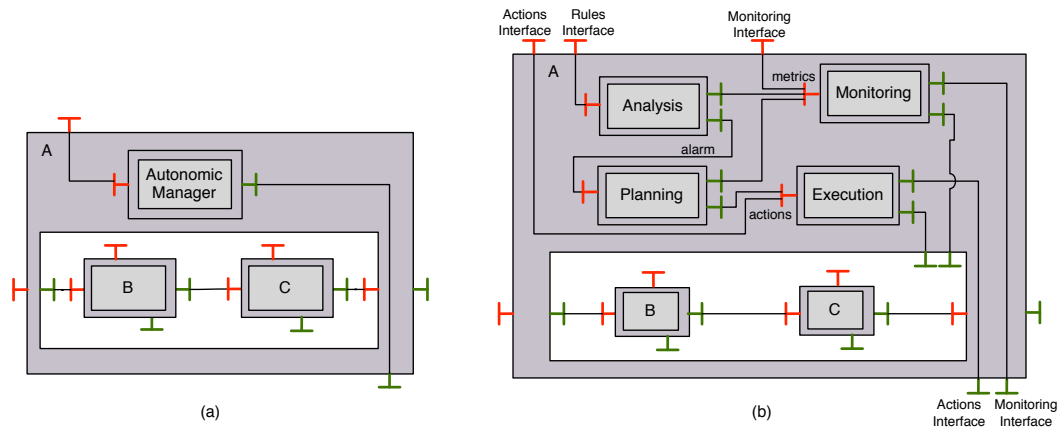 A
Autonomic
Manager
B
C
(a)
Actions
Interface
Rules
Interface
Monitoring
Interface
A
metrics
Analysis
Monitoring
alarm
Planning
actions
Execution
B
C
Actions
Interface
Monitoring
Interface
(b)